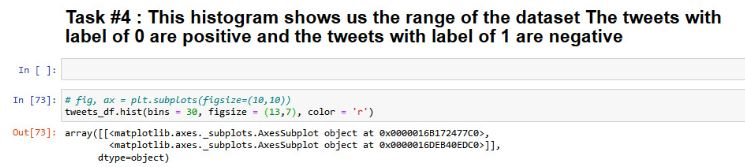 Task #4 : This histogram shows us the range of the dataset The tweets with
label of 0 are positive and the tweets with label of 1 are negative
In [ ]:
In [73]: # fig, ax = plt.subplots(figsize=(10,10))
tweets_df.hist(bins = 30, figsize = (13,7), color = 'r')
Out[73]: array([[<matplotlib.axes._subplots.AxesSubplot object at 0x0000016B172477C0>,
<matplotlib.axes._subplots.AxesSubplot object at 0x0000016DEB40EDC0>]],
dtype=object)